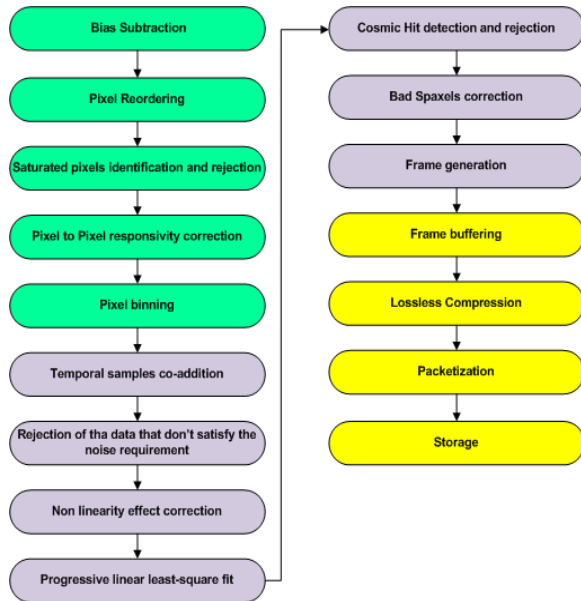 Bias Subtraction
Pixel Reordering
Saturated pixels identification and rejection
Pixel to Pixel responsivity correction
Pixel binning
Temporal samples co-addition
Rejection of tha data that don't satisfy the
noise requirement
Non linearity effect correction
Progressive linear least-square fit
Cosmic Hit detection and rejection
Bad Spaxels correction
Frame generation
Frame buffering
Lossless Compression
Packetization
Storage